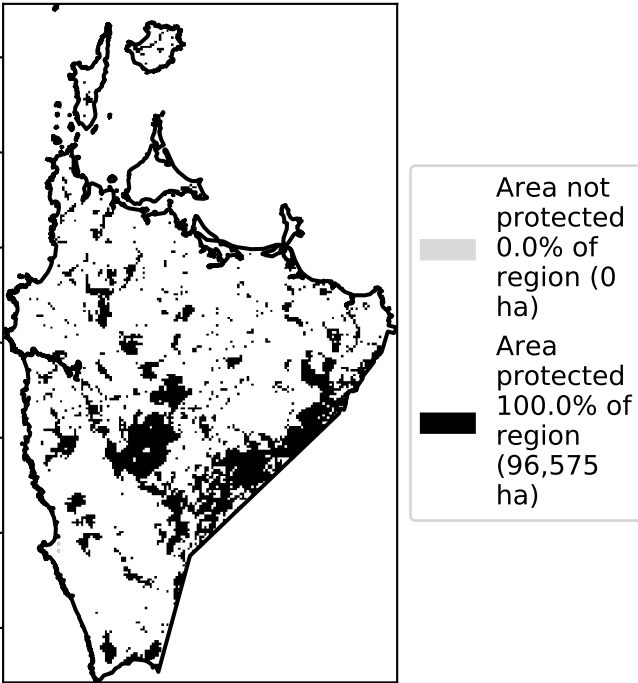 Area not
protected
0.0% of
region (0
ha)
Area
protected
100.0% of
region
(96,575
ha)